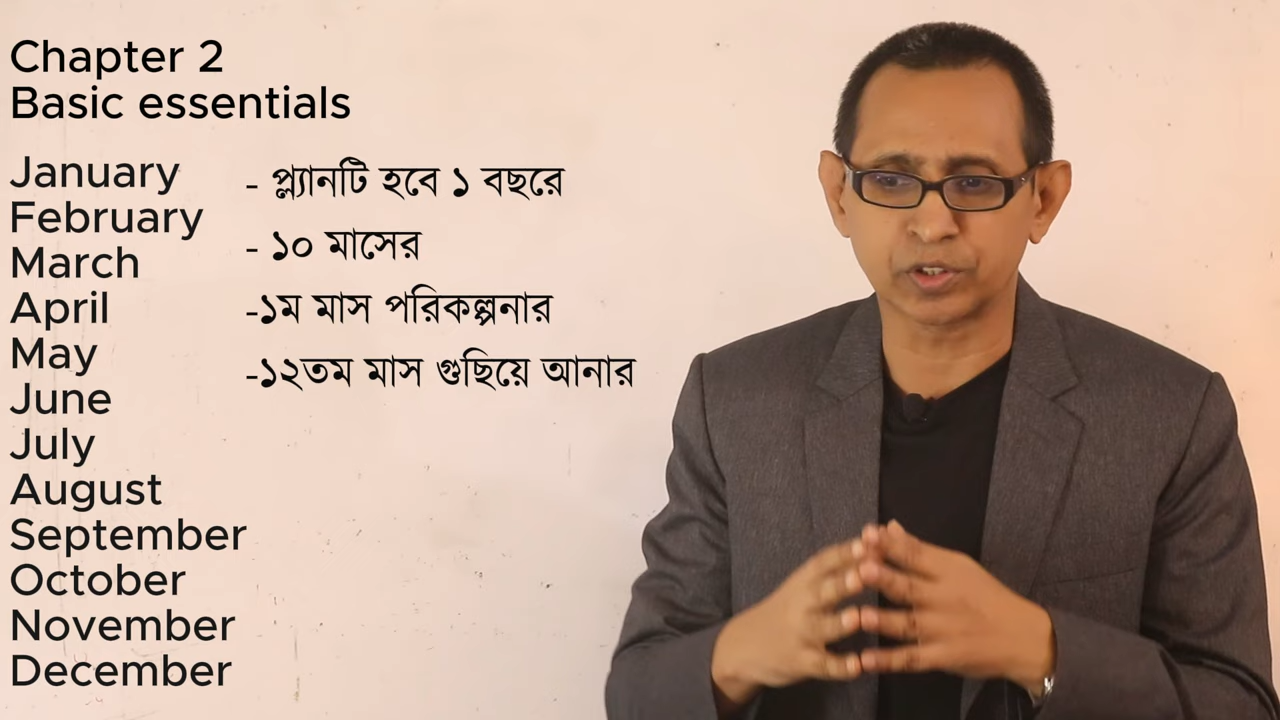 Chapter 2
Basic essentials
January
February
March
April
May
June
July
August
September
October
November
December
- প্ল্যানটি হবে ১ বছরে
- ১০ মাসের
-১ম মাস পরিকল্পনার
-১২তম মাস গুছিয়ে আনার